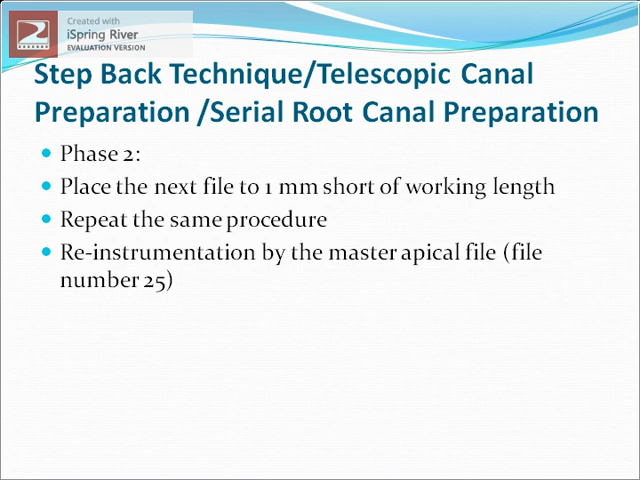 Created with
iSpring River
EVALUATION VERSION
Step Back Technique/Telescopic Canal
Preparation /Serial Root Canal Preparation
• Phase 2:
• Place the next file to 1 mm short of working length
• Repeat the same procedure
• Re-instrumentation by the master apical file (file
number 25)